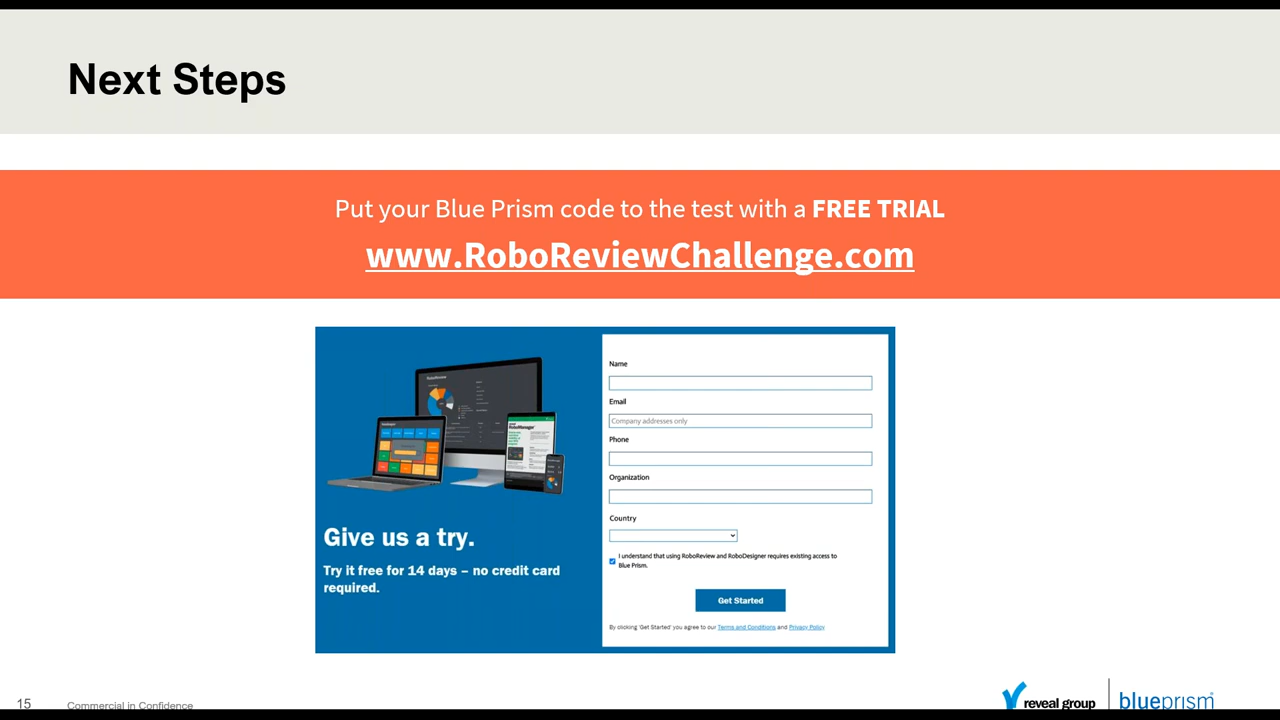 Next Steps
Put your Blue Prism code to the test with a FREE TRIAL
www.RoboReviewChallenge.com
RoboReview
Give us a try.
Try it free for 14 days – no credit card
required.
Name
Email
Company addresses only
Phone
Organization
Country
I understand that using RoboReview and RoboDesigner requires existing access to
Blue Prism.
Get Started
By clicking 'Get Started' you agree to our Terms and Conditions and Privacy Policy
15
Commercial in Confidence
reveal group
blueprism